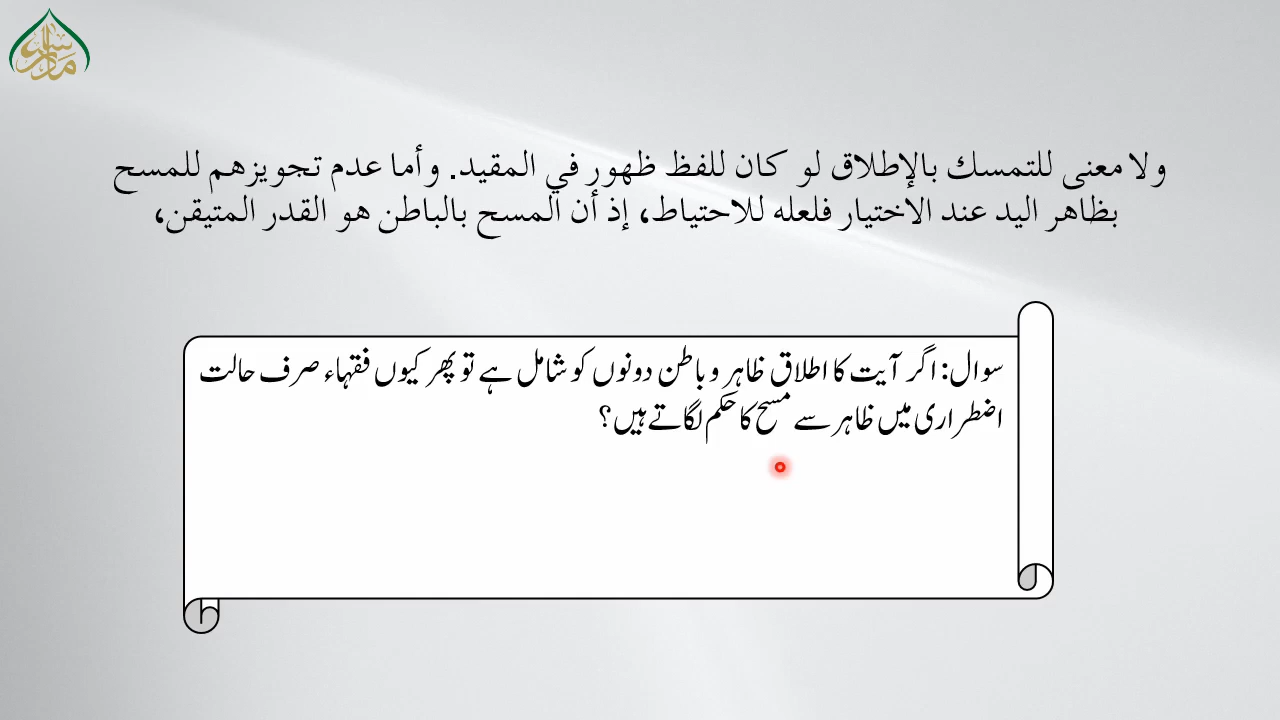 ولا معنى للتمسك بالإطلاق لو كان للفظ ظهور في المقيد. وأما عدم تجويزهم للمسح
بظاهر اليد عند الاختيار فلعله للاحتياط، إذ أن المسح بالباطن هو القدر المتيقن،
سوال: اگر آیت کا اطلاق ظاہر و باطن دونوں کو شامل ہے تو پھر کیوں فقہاء صرف حالت
اضطراری میں ظاہر سے مسح کا حکم لگاتے ہیں؟